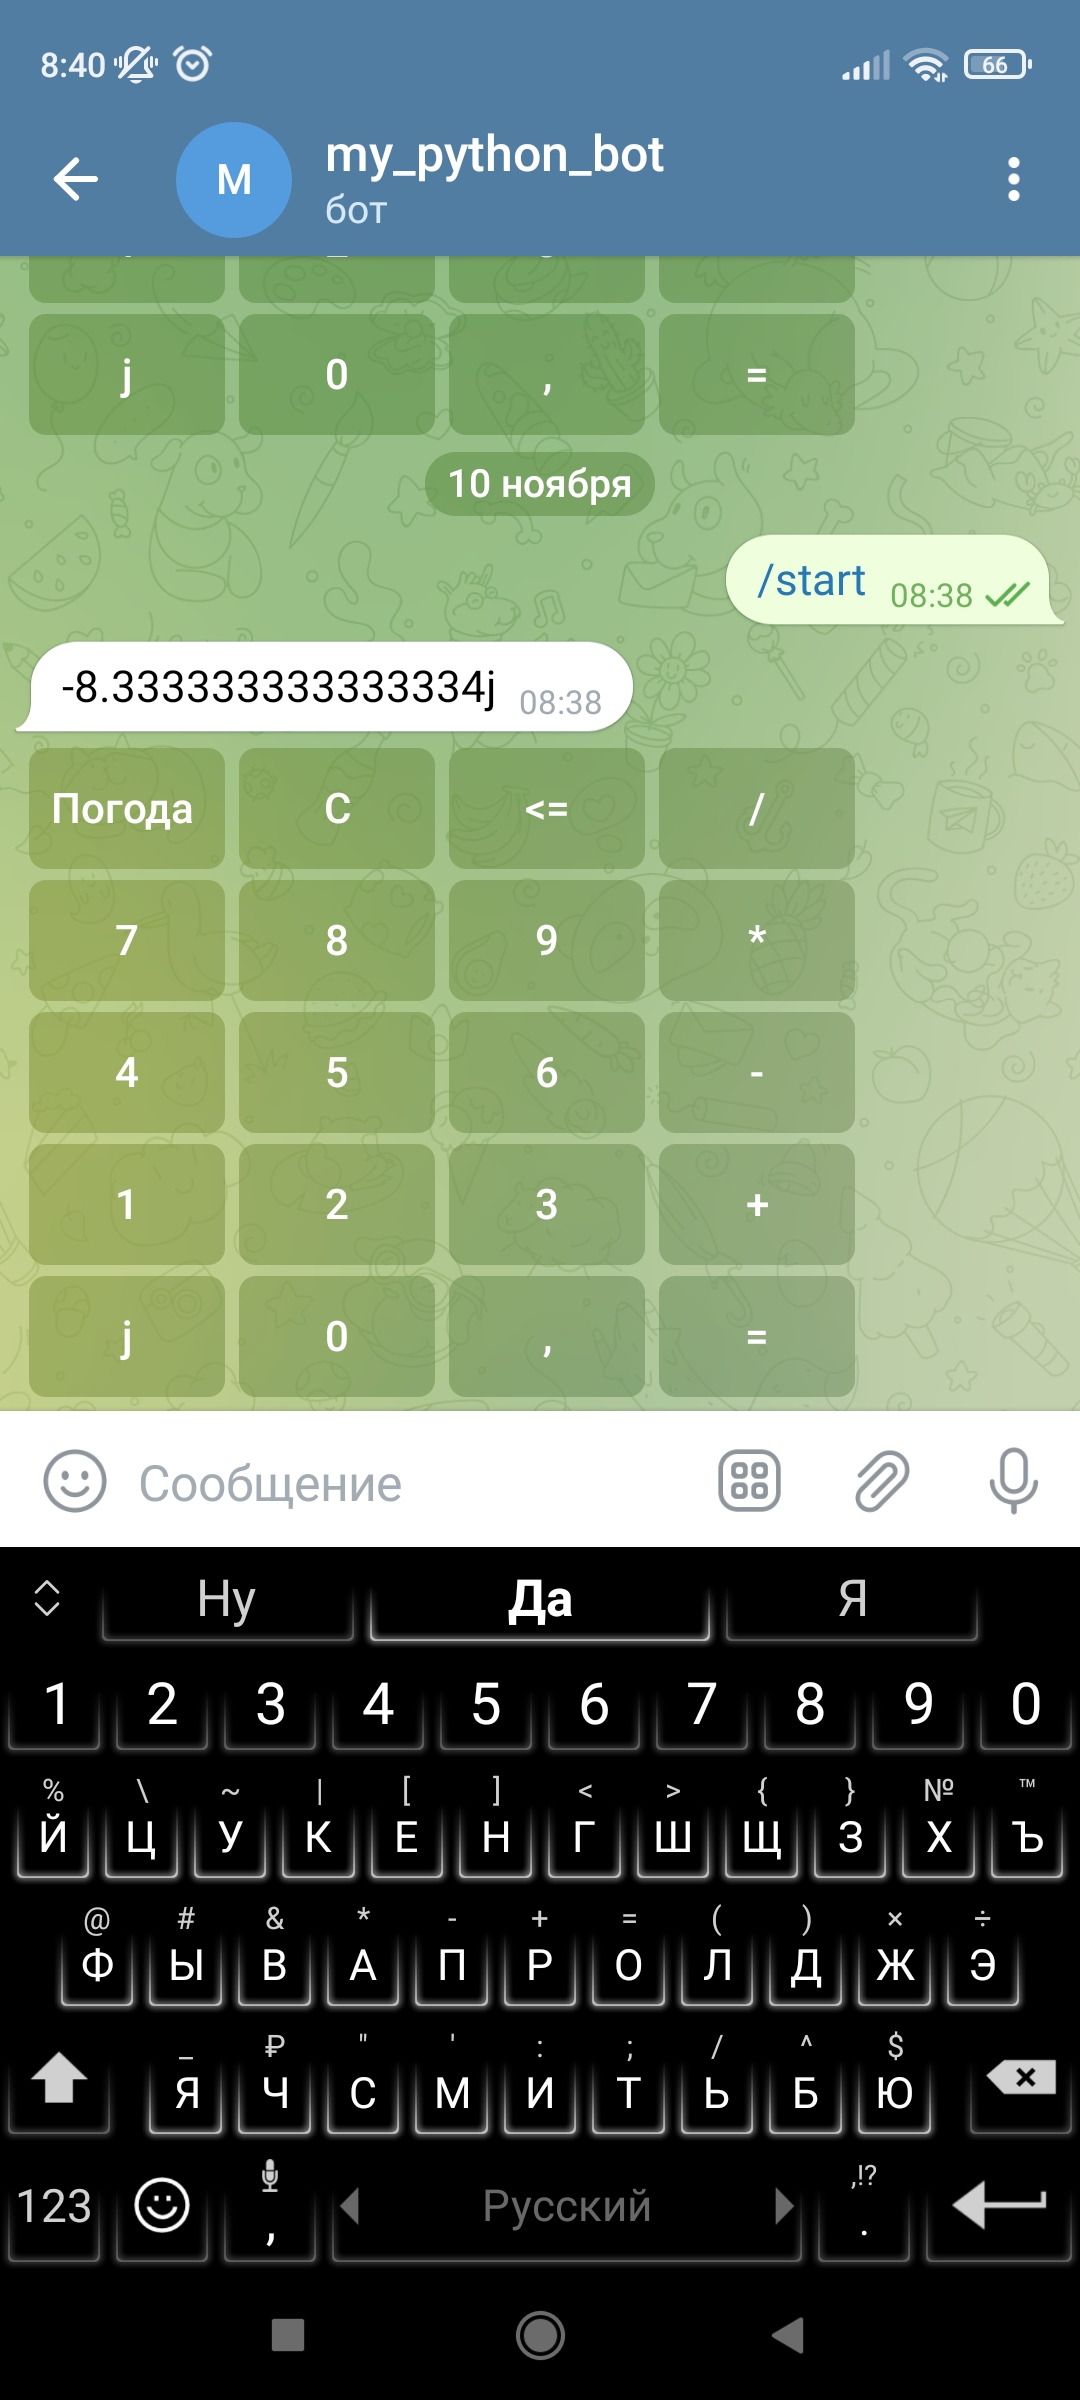 8:40
66
M
my_python_bot
бот
j 0 , =
10 ноября
/start 08:38
-8.333333333333334j 08:38
Погода C <= /
7 8 9 *
4 5 6 -
1 2 3 +
j 0 , =
Сообщение
Ну Да Я
1 2 3 4 5 6 7 8 9 0
% \ ~ | [ ] < > { } № ™
Й Ц У К Е Н Г Ш Щ З Х Ъ
@ # & * - + = ( ) × ÷
Ф Ы В А П Р О Л Д Ж Э
_ ₽ " ' : ; / ^ $
Я Ч С М И Т Ь Б Ю
,!?
123 , Русский .